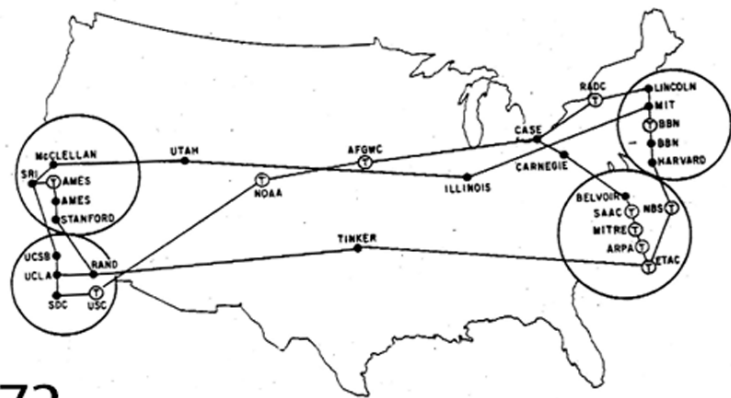 RADC
LINCOLN
MIT
BBN
BBN
HARVARD
CASE
AFGWC
UTAH
McCLELLAN
SRI
AMES
AMES
STANFORD
NOAA
ILLINOIS
CARNEGIE
BELVOIR
SAAC
NBS
MITRE
ARPA
ETAC
TINKER
UCSB
RAND
UCLA
SDC
USC
T
T
T
T
T
T
T
T
T
T
T